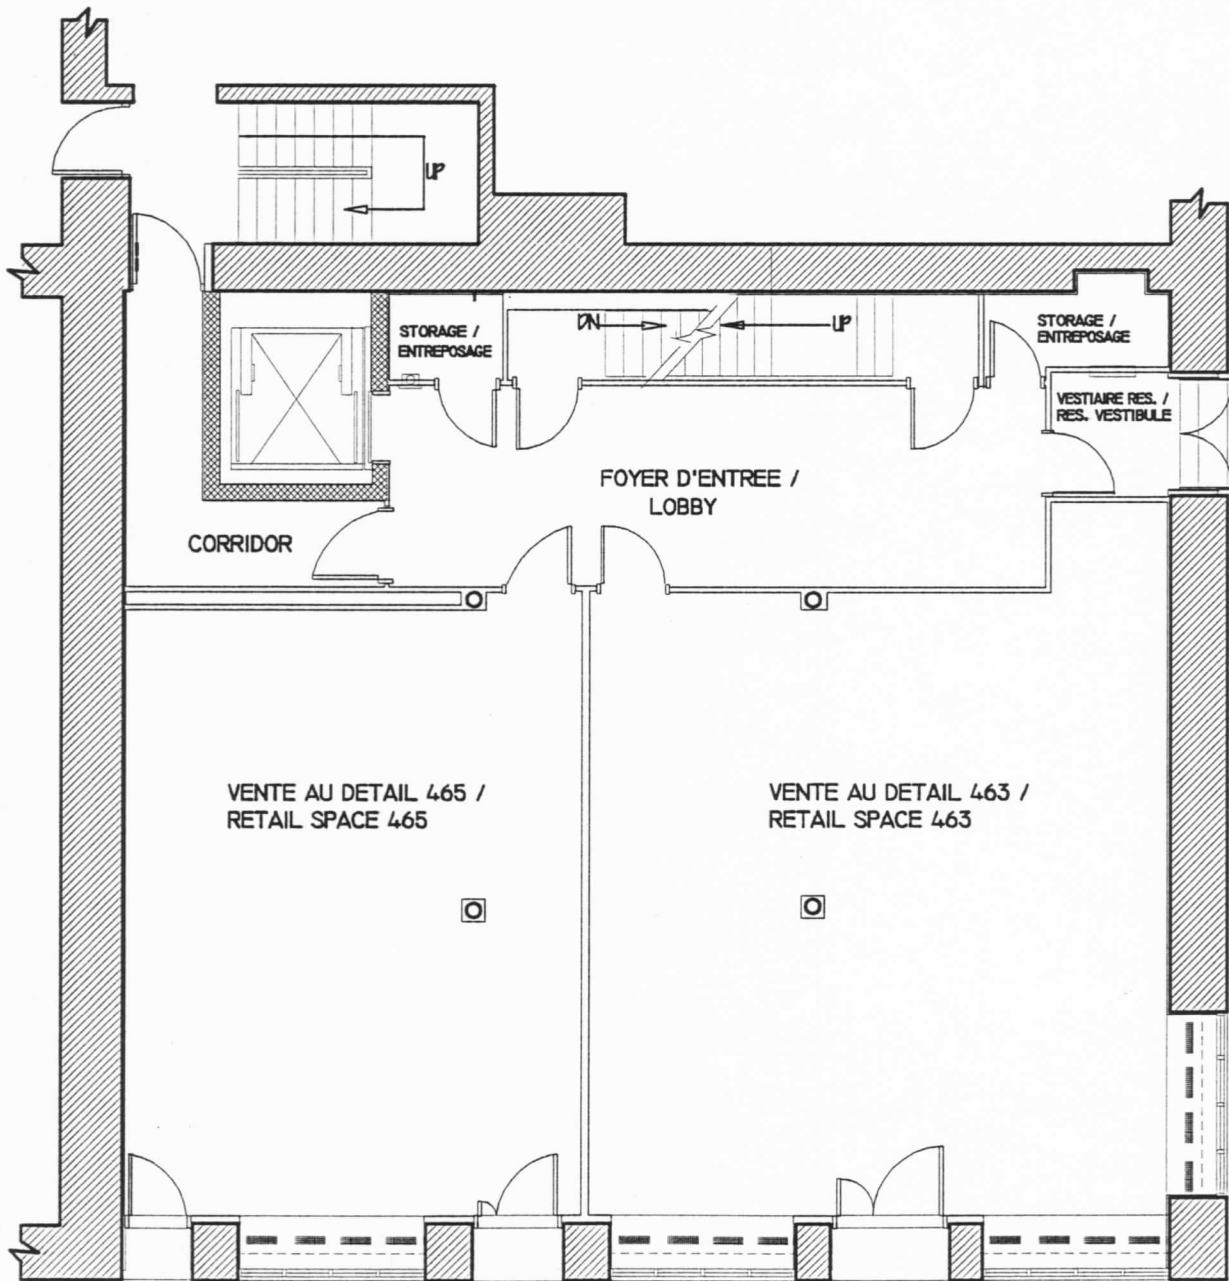 UP
STORAGE /
ENTREPOSAGE
DN
UP
STORAGE /
ENTREPOSAGE
VESTIAIRE RES. /
RES. VESTIBULE
FOYER D'ENTREE /
LOBBY
CORRIDOR
VENTE AU DETAIL 465 /
RETAIL SPACE 465
VENTE AU DETAIL 463 /
RETAIL SPACE 463